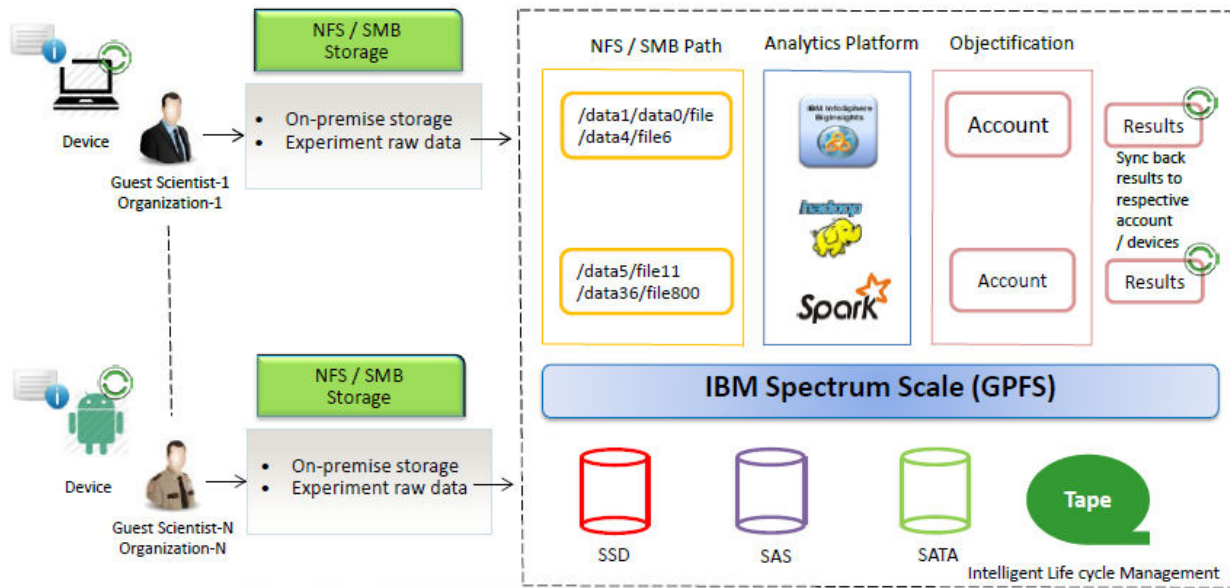 NFS / SMB
Storage
Device
On-premise storage
Experiment raw data
Guest Scientist-1
Organization-1
NFS / SMB Path
Analytics Platform
Objectification
/data1/data0/file
/data4/file6
IBM InfoSphere
BigInsights
Account
Results
Sync back
results to
respective
account
/ devices
hadoop
/data5/file11
/data36/file800
Spark
Account
Results
NFS / SMB
Storage
Device
On-premise storage
Experiment raw data
Guest Scientist-N
Organization-N
IBM Spectrum Scale (GPFS)
SSD
SAS
SATA
Tape
Intelligent Life cycle Management